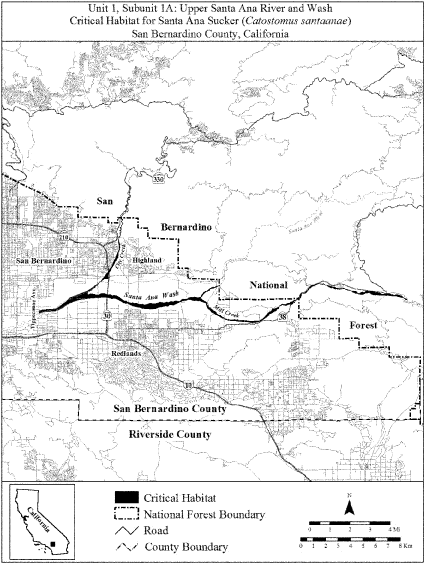 Unit 1, Subunit 1A: Upper Santa Ana River and Wash
Critical Habitat for Santa Ana Sucker (Catostomus santaanae)
San Bernardino County, California
330
San
Bernardino
210
San Bernardino
Highland
National
Santa Ana Wash
Mill Creek
30
38
Forest
Redlands
10
San Bernardino County
Riverside County
California
Critical Habitat
National Forest Boundary
Road
County Boundary
N
0 1 2 3 4 Mi
0 1 2 3 4 5 6 7 8 Km